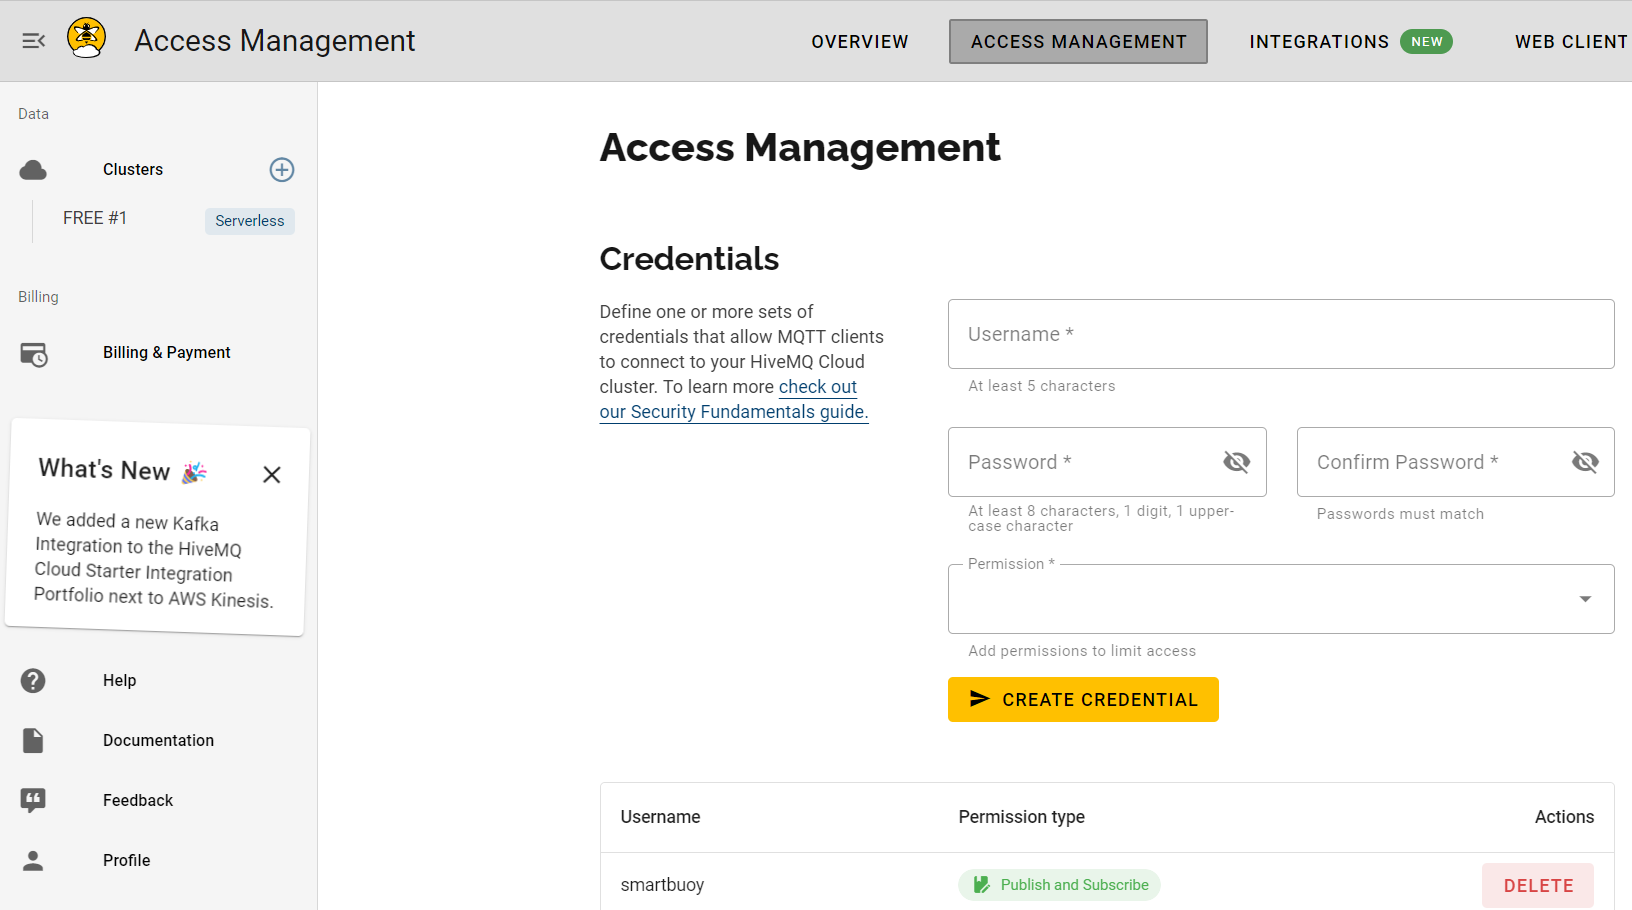 Access Management
OVERVIEW
ACCESS MANAGEMENT
INTEGRATIONS NEW
WEB CLIENT
Data
Clusters
FREE #1
Serverless
Billing
Billing & Payment
What's New 🎉
We added a new Kafka
Integration to the HiveMQ
Cloud Starter Integration
Portfolio next to AWS Kinesis.
Help
Documentation
Feedback
Profile
Access Management
Credentials
Define one or more sets of
credentials that allow MQTT clients
to connect to your HiveMQ Cloud
cluster. To learn more check out
our Security Fundamentals guide.
Username *
At least 5 characters
Password *
At least 8 characters, 1 digit, 1 upper-
case character
Confirm Password *
Passwords must match
Permission *
Add permissions to limit access
CREATE CREDENTIAL
Username
Permission type
Actions
smartbuoy
Publish and Subscribe
DELETE